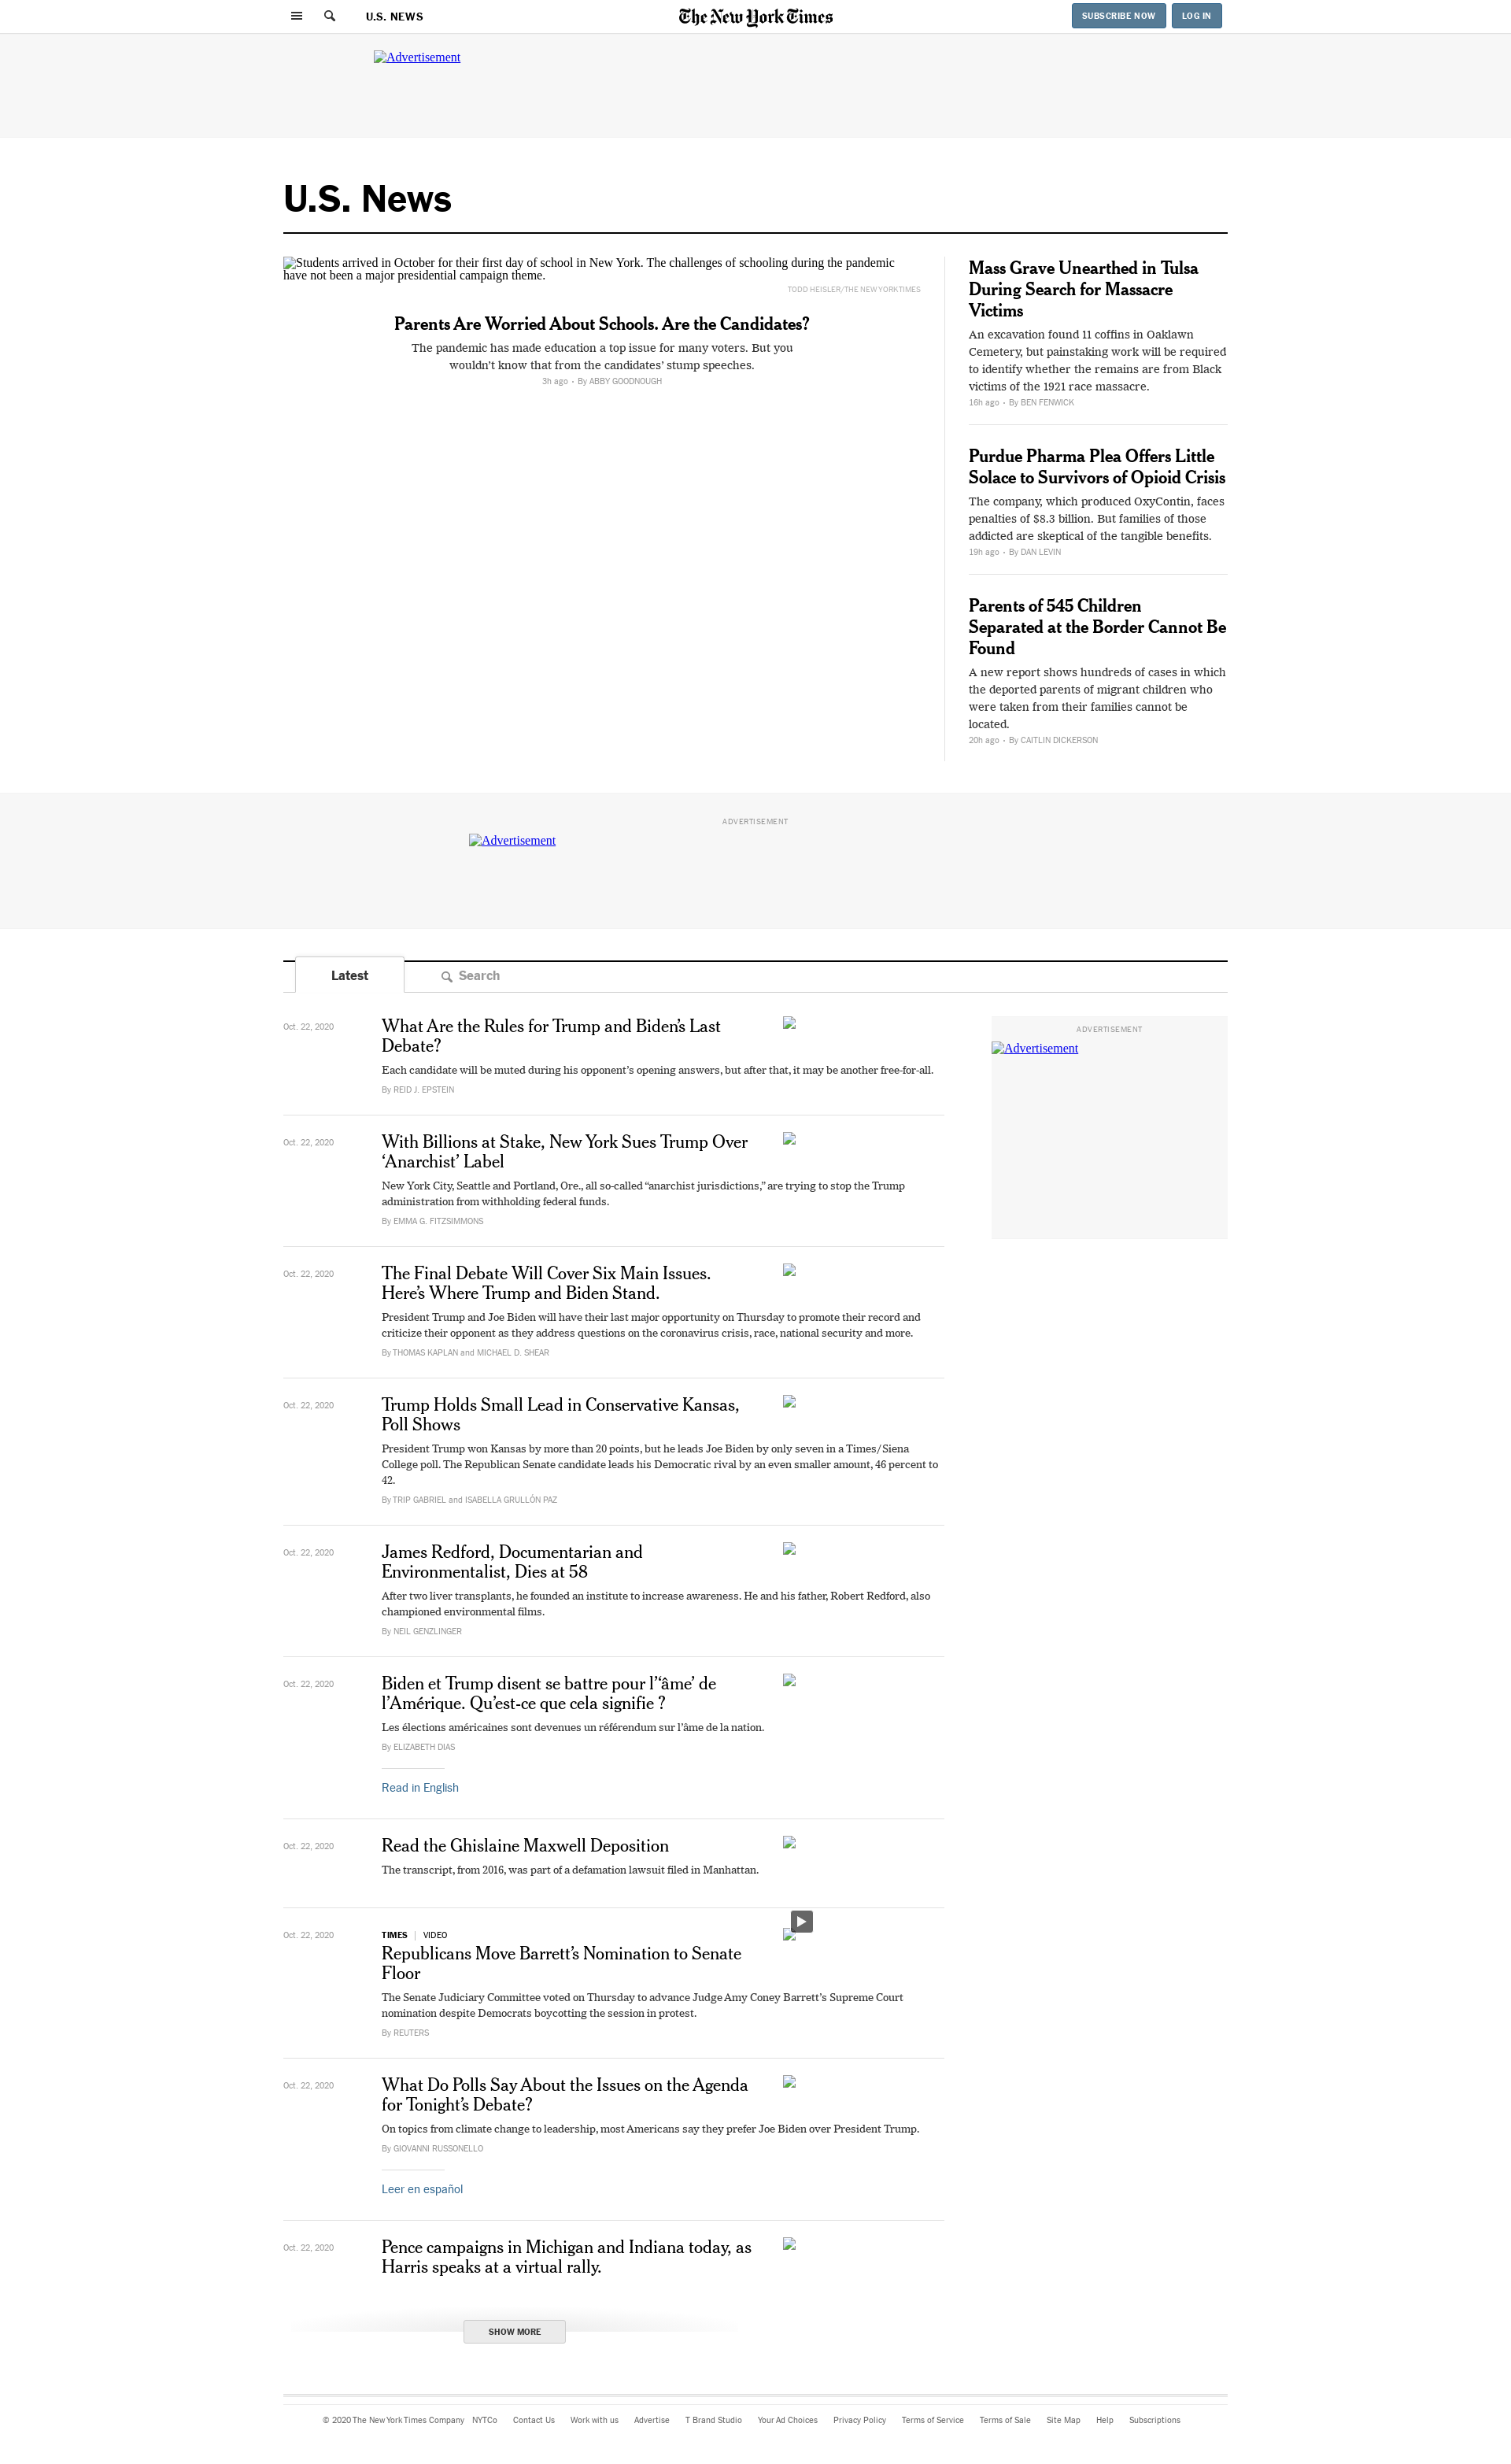 U.S. NEWS
The New York Times
SUBSCRIBE NOW
LOG IN
Advertisement
U.S. News
Students arrived in October for their first day of school in New York. The challenges of schooling during the pandemic
have not been a major presidential campaign theme.
TODD HEISLER/THE NEW YORK TIMES
Parents Are Worried About Schools. Are the Candidates?
The pandemic has made education a top issue for many voters. But you
wouldn’t know that from the candidates’ stump speeches.
3h ago • By ABBY GOODNOUGH
Mass Grave Unearthed in Tulsa
During Search for Massacre
Victims
An excavation found 11 coffins in Oaklawn
Cemetery, but painstaking work will be required
to identify whether the remains are from Black
victims of the 1921 race massacre.
16h ago • By BEN FENWICK
Purdue Pharma Plea Offers Little
Solace to Survivors of Opioid Crisis
The company, which produced OxyContin, faces
penalties of $8.3 billion. But families of those
addicted are skeptical of the tangible benefits.
19h ago • By DAN LEVIN
Parents of 545 Children
Separated at the Border Cannot Be
Found
A new report shows hundreds of cases in which
the deported parents of migrant children who
were taken from their families cannot be
located.
20h ago • By CAITLIN DICKERSON
ADVERTISEMENT
Advertisement
Latest
Search
Oct. 22, 2020
What Are the Rules for Trump and Biden’s Last
Debate?
Each candidate will be muted during his opponent’s opening answers, but after that, it may be another free-for-all.
By REID J. EPSTEIN
ADVERTISEMENT
Advertisement
Oct. 22, 2020
With Billions at Stake, New York Sues Trump Over
‘Anarchist’ Label
New York City, Seattle and Portland, Ore., all so-called “anarchist jurisdictions,” are trying to stop the Trump
administration from withholding federal funds.
By EMMA G. FITZSIMMONS
Oct. 22, 2020
The Final Debate Will Cover Six Main Issues.
Here’s Where Trump and Biden Stand.
President Trump and Joe Biden will have their last major opportunity on Thursday to promote their record and
criticize their opponent as they address questions on the coronavirus crisis, race, national security and more.
By THOMAS KAPLAN and MICHAEL D. SHEAR
Oct. 22, 2020
Trump Holds Small Lead in Conservative Kansas,
Poll Shows
President Trump won Kansas by more than 20 points, but he leads Joe Biden by only seven in a Times/Siena
College poll. The Republican Senate candidate leads his Democratic rival by an even smaller amount, 46 percent to
42.
By TRIP GABRIEL and ISABELLA GRULLÓN PAZ
Oct. 22, 2020
James Redford, Documentarian and
Environmentalist, Dies at 58
After two liver transplants, he founded an institute to increase awareness. He and his father, Robert Redford, also
championed environmental films.
By NEIL GENZLINGER
Oct. 22, 2020
Biden et Trump disent se battre pour l’‘âme’ de
l’Amérique. Qu’est-ce que cela signifie ?
Les élections américaines sont devenues un référendum sur l’âme de la nation.
By ELIZABETH DIAS
Read in English
Oct. 22, 2020
Read the Ghislaine Maxwell Deposition
The transcript, from 2016, was part of a defamation lawsuit filed in Manhattan.
Oct. 22, 2020
TIMES | VIDEO
Republicans Move Barrett’s Nomination to Senate
Floor
The Senate Judiciary Committee voted on Thursday to advance Judge Amy Coney Barrett’s Supreme Court
nomination despite Democrats boycotting the session in protest.
By REUTERS
Oct. 22, 2020
What Do Polls Say About the Issues on the Agenda
for Tonight’s Debate?
On topics from climate change to leadership, most Americans say they prefer Joe Biden over President Trump.
By GIOVANNI RUSSONELLO
Leer en español
Oct. 22, 2020
Pence campaigns in Michigan and Indiana today, as
Harris speaks at a virtual rally.
SHOW MORE
© 2020 The New York Times Company NYTCo Contact Us Work with us Advertise T Brand Studio Your Ad Choices Privacy Policy Terms of Service Terms of Sale Site Map Help Subscriptions